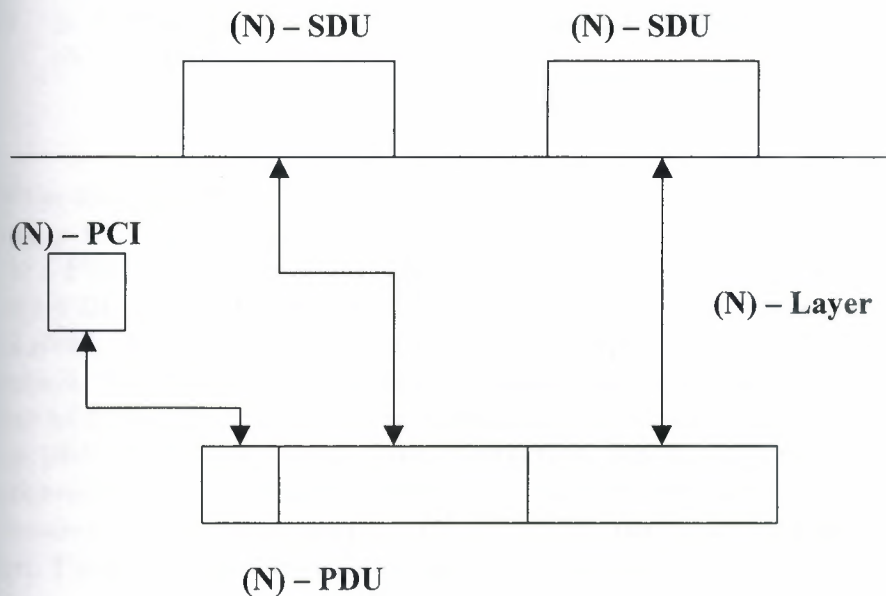 (N) – SDU (N) – SDU
(N) – PCI
(N) – Layer
(N) – PDU